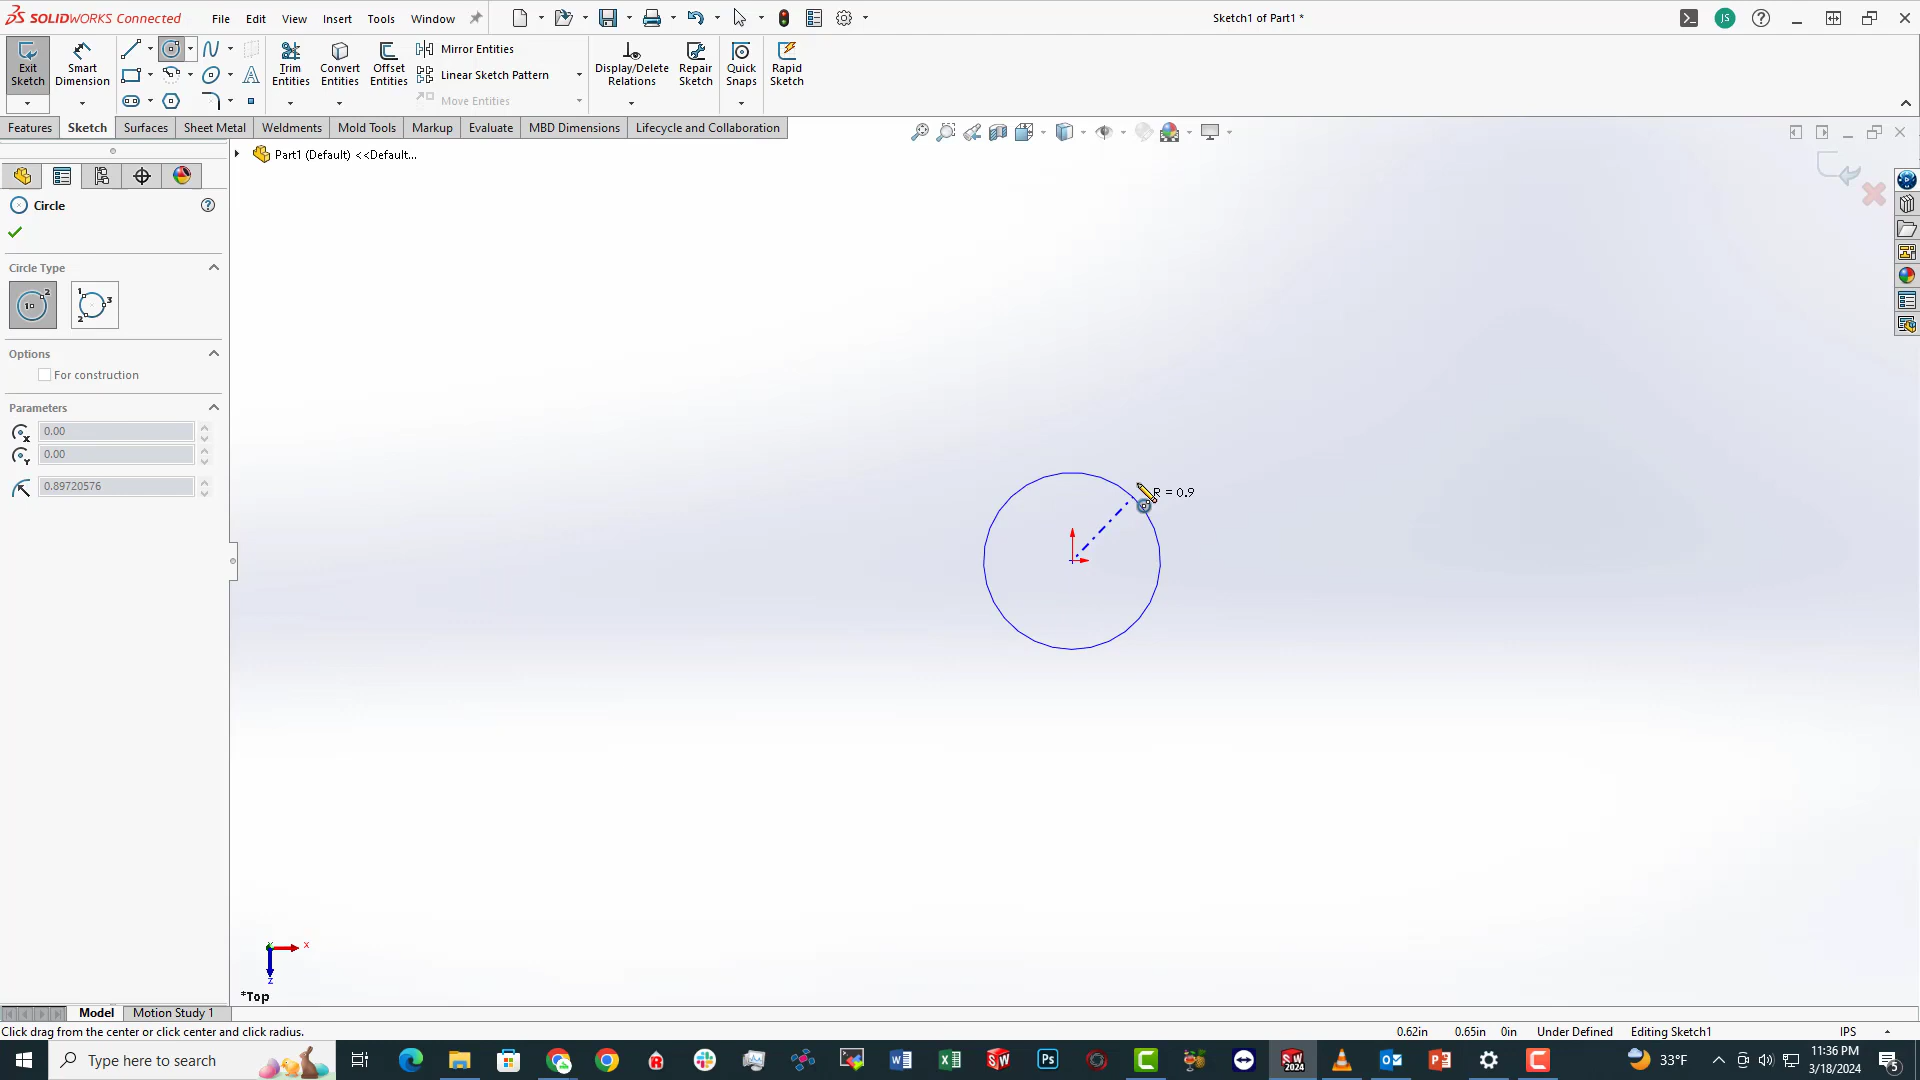 SOLIDWORKS Connected
File Edit View Insert Tools Window
Sketch1 of Part1 *
JS
Exit Sketch
Smart Dimension
Trim Entities
Convert Entities
Offset Entities
Mirror Entities
Linear Sketch Pattern
Move Entities
Display/Delete Relations
Repair Sketch
Quick Snaps
Rapid Sketch
Features Sketch Surfaces Sheet Metal Weldments Mold Tools Markup Evaluate MBD Dimensions Lifecycle and Collaboration
Part1 (Default) <<Default...
Circle
Circle Type
Options
For construction
Parameters
0.00
0.00
0.89720576
R = 0.9
x
z
*Top
Model Motion Study 1
Click drag from the center or click center and click radius.
0.62in 0.65in 0in Under Defined Editing Sketch1 IPS
Type here to search
33°F
11:36 PM
3/18/2024
5